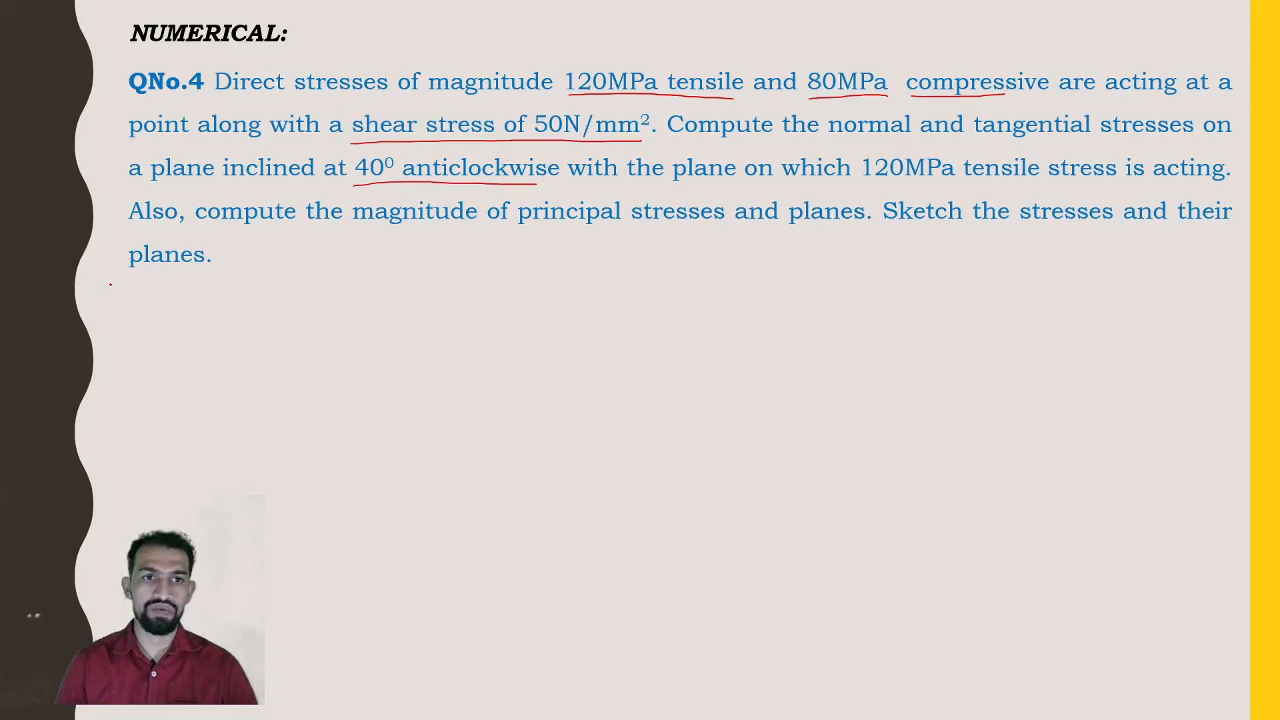 NUMERICAL:
QNo.4 Direct stresses of magnitude 120MPa tensile and 80MPa compressive are acting at a
point along with a shear stress of 50N/mm². Compute the normal and tangential stresses on
a plane inclined at 40⁰ anticlockwise with the plane on which 120MPa tensile stress is acting.
Also, compute the magnitude of principal stresses and planes. Sketch the stresses and their
planes.